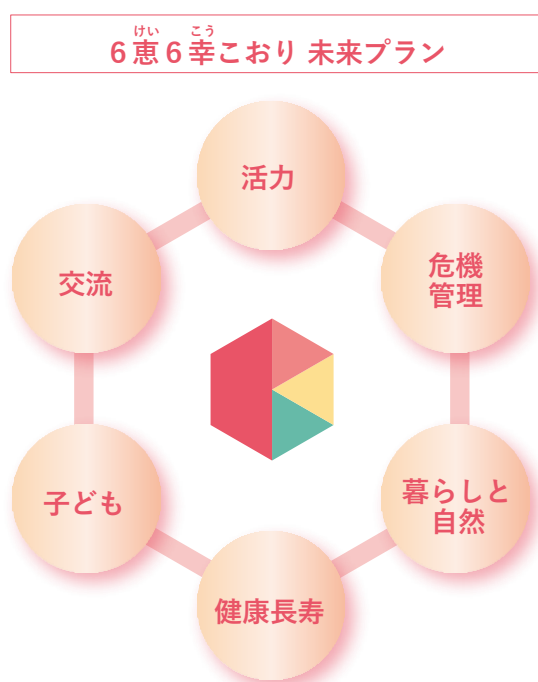 けい こう
6恵6幸こおり 未来プラン
活力
危機
管理
交流
暮らしと
自然
子ども
健康長寿